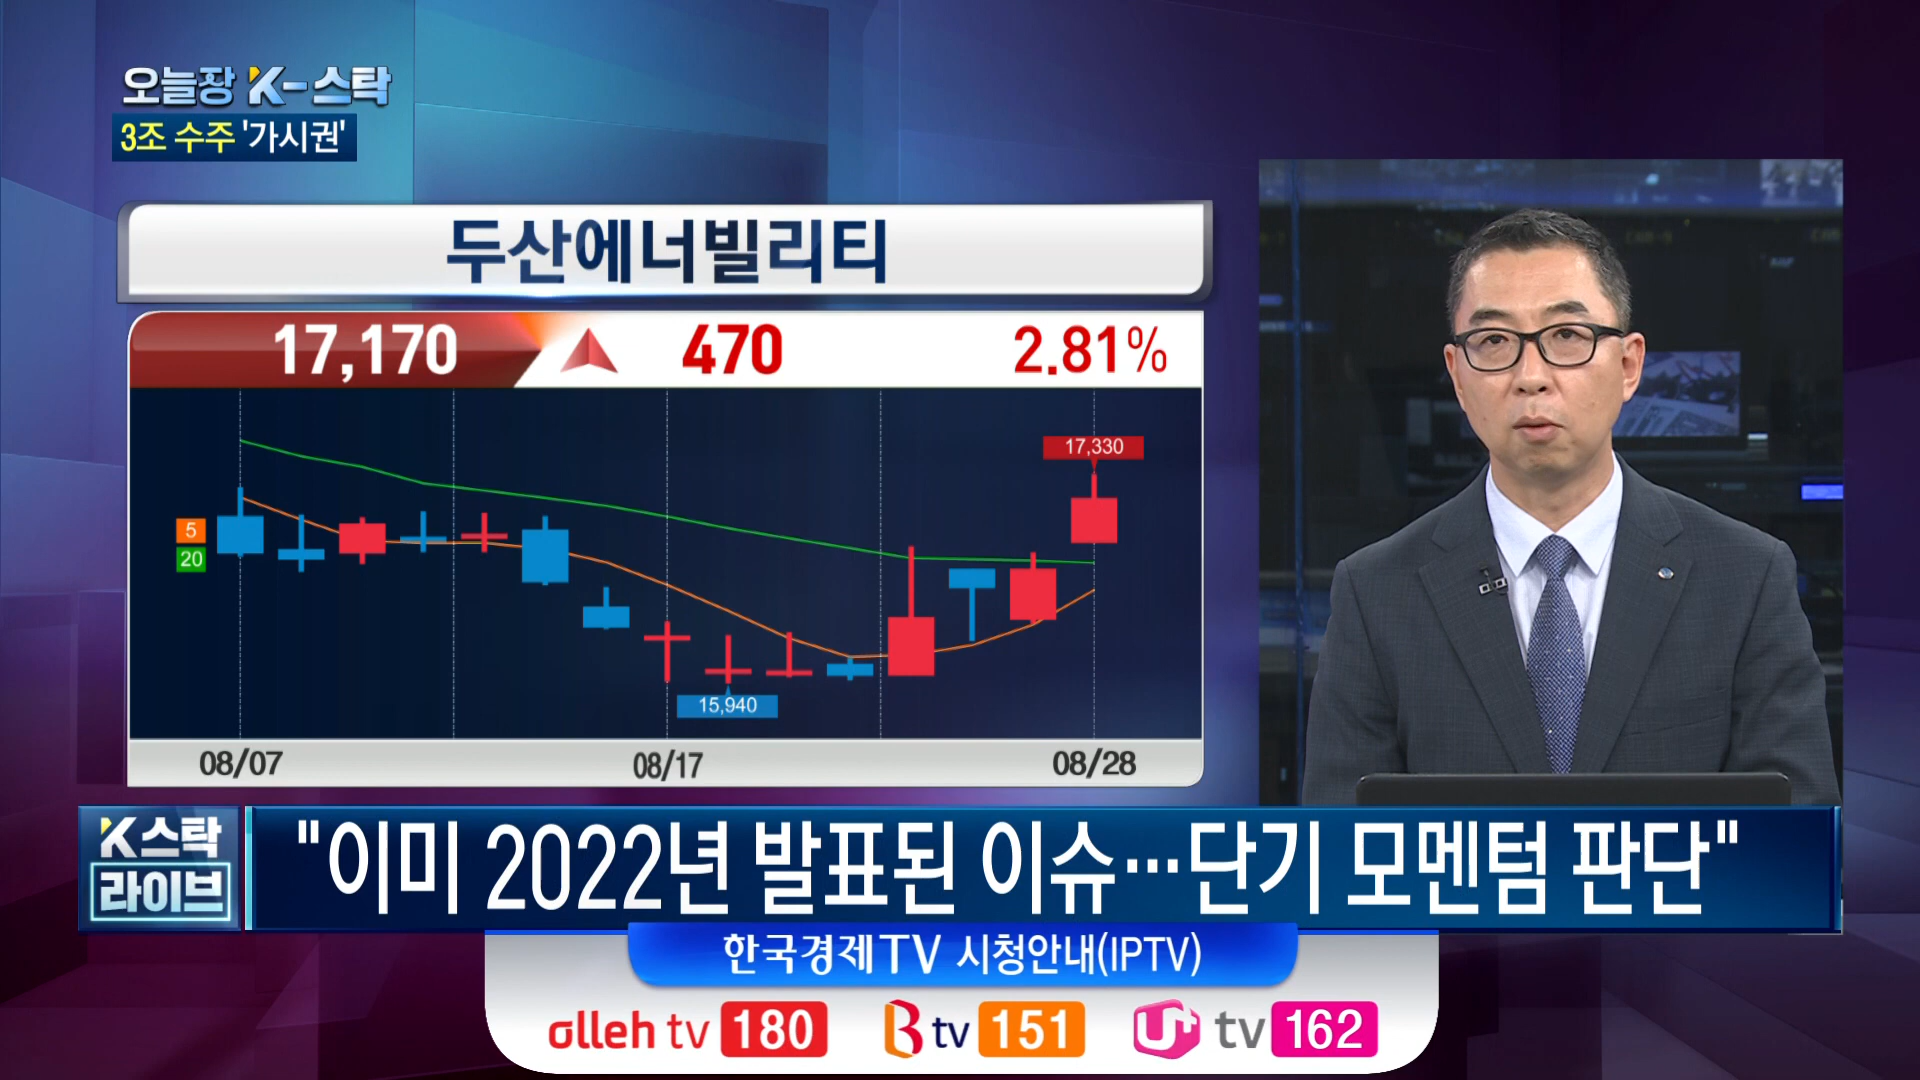 오늘장 K-스탁
3조 수주 '가시권'
두산에너빌리티
17,170 470 2.81%
17,330
5
20
15,940
08/07 08/17 08/28
K스탁
라이브
"이미 2022년 발표된 이슈…단기 모멘텀 판단"
한국경제TV 시청안내(IPTV)
olleh tv 180 B tv 151 U+ tv 162